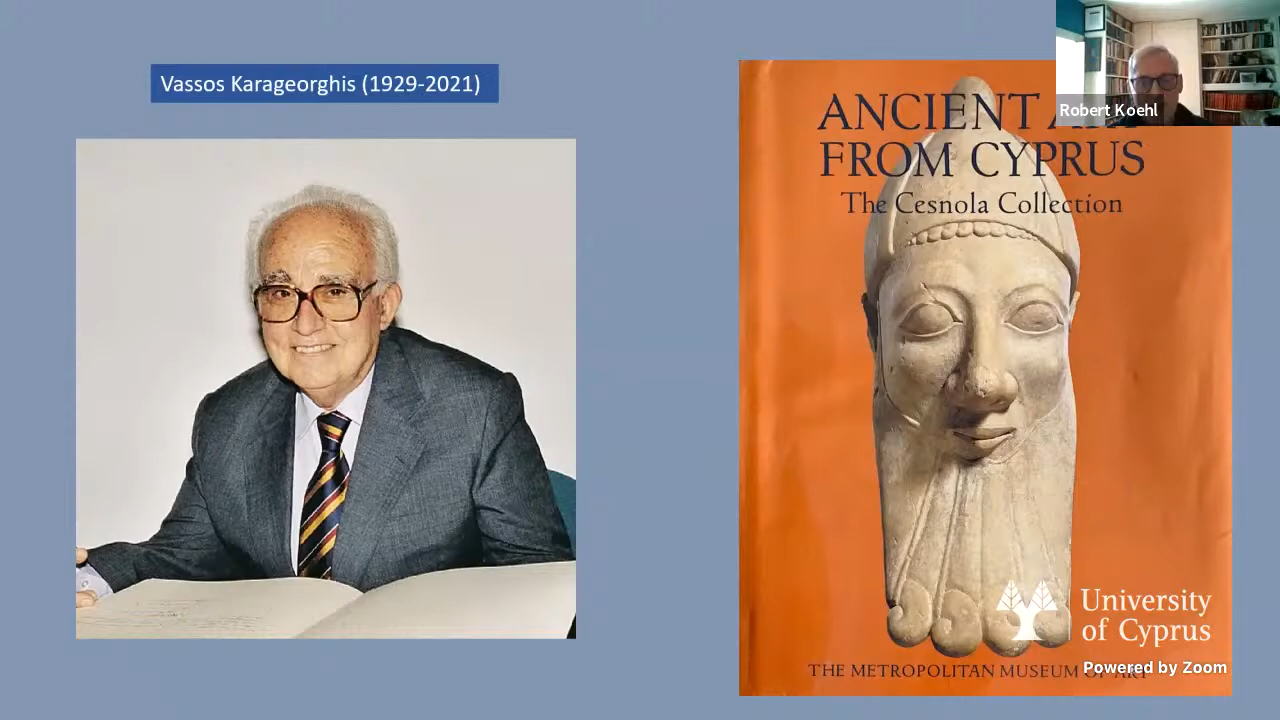 Vassos Karageorghis (1929-2021)
Robert Koehl
ANCIENT
FROM CYPRUS
The Cesnola Collection
University
of Cyprus
Powered by Zoom
THE METROPOLITAN MUSEUM OF ART